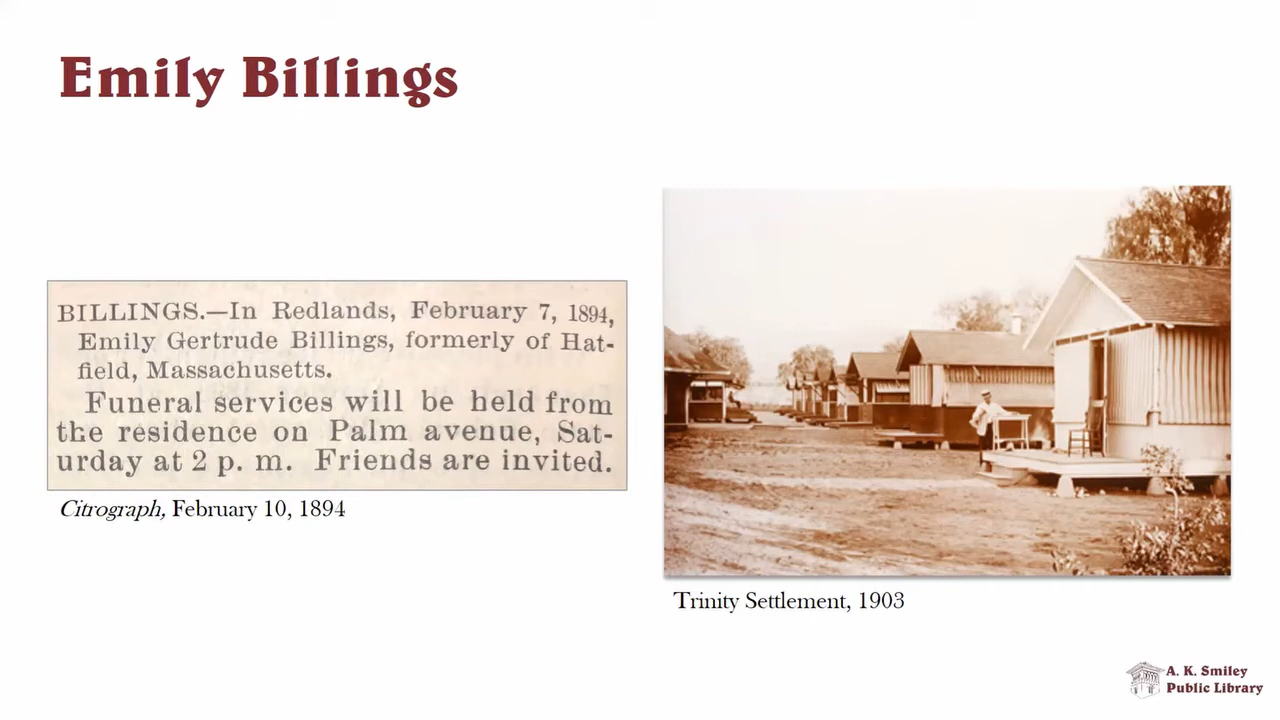 Emily Billings
BILLINGS.—In Redlands, February 7, 1894,
Emily Gertrude Billings, formerly of Hat-
field, Massachusetts.
Funeral services will be held from
the residence on Palm avenue, Sat-
urday at 2 p. m. Friends are invited.
Citrograph, February 10, 1894
Trinity Settlement, 1903
A. K. Smiley
Public Library